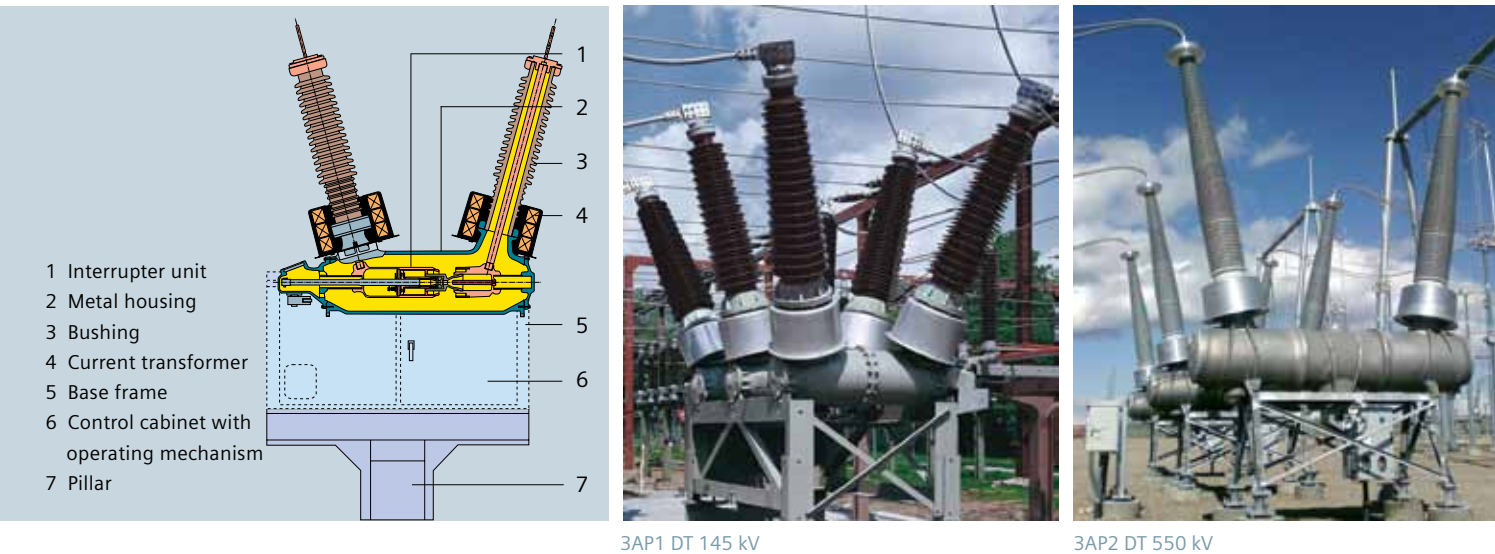 1
2
3
4
5
6
7
1 Interrupter unit
2 Metal housing
3 Bushing
4 Current transformer
5 Base frame
6 Control cabinet with
operating mechanism
7 Pillar
3AP1 DT 145 kV
3AP2 DT 550 kV